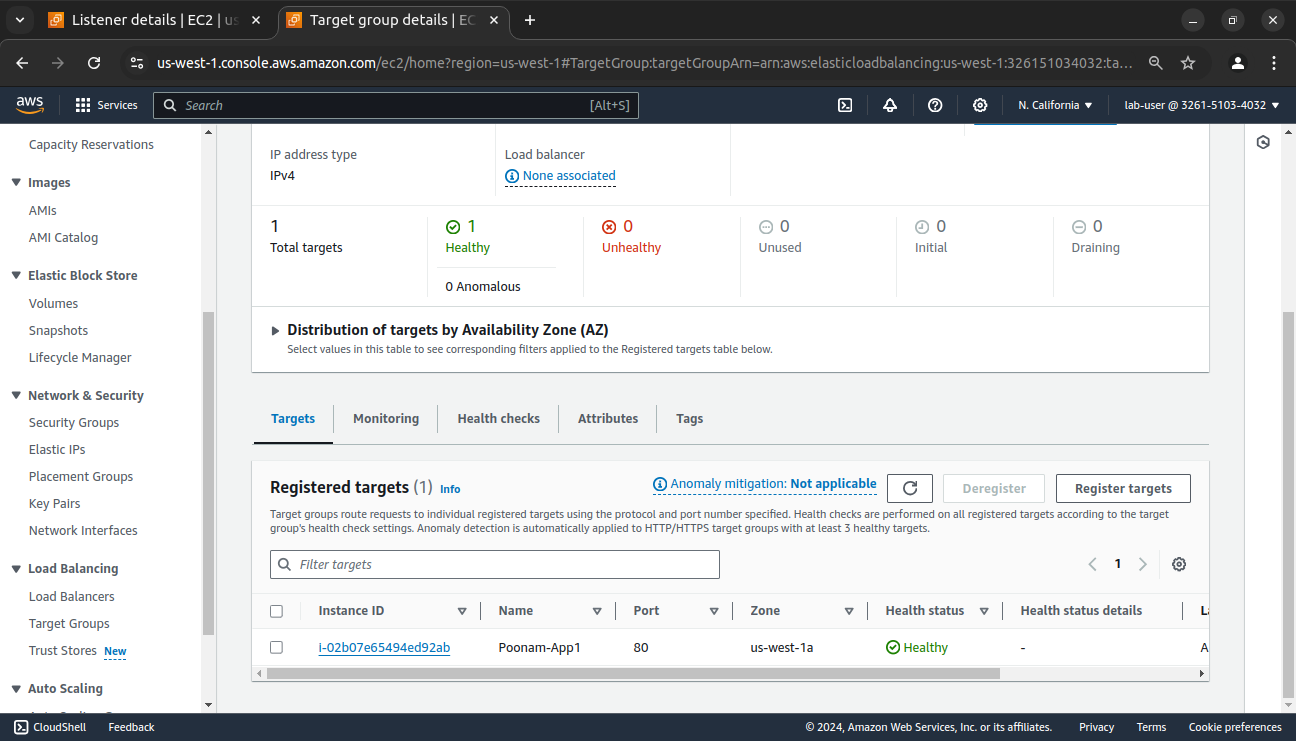 Listener details | EC2 | us
Target group details | EC
us-west-1.console.aws.amazon.com/ec2/home?region=us-west-1#TargetGroup:targetGroupArn=arn:aws:elasticloadbalancing:us-west-1:326151034032:ta...
aws
Services
Search
[Alt+S]
N. California
lab-user @ 3261-5103-4032
Capacity Reservations
Images
AMIs
AMI Catalog
Elastic Block Store
Volumes
Snapshots
Lifecycle Manager
Network & Security
Security Groups
Elastic IPs
Placement Groups
Key Pairs
Network Interfaces
Load Balancing
Load Balancers
Target Groups
Trust Stores New
Auto Scaling
IP address type
IPv4
Load balancer
None associated
1
Total targets
1
Healthy
0 Anomalous
0
Unhealthy
0
Unused
0
Initial
0
Draining
Distribution of targets by Availability Zone (AZ)
Select values in this table to see corresponding filters applied to the Registered targets table below.
Targets
Monitoring
Health checks
Attributes
Tags
Registered targets (1) Info
Anomaly mitigation: Not applicable
Deregister
Register targets
Target groups route requests to individual registered targets using the protocol and port number specified. Health checks are performed on all registered targets according to the target
group's health check settings. Anomaly detection is automatically applied to HTTP/HTTPS target groups with at least 3 healthy targets.
Filter targets
1
Instance ID
Name
Port
Zone
Health status
Health status details
i-02b07e65494ed92ab
Poonam-App1
80
us-west-1a
Healthy
-
CloudShell
Feedback
© 2024, Amazon Web Services, Inc. or its affiliates.
Privacy
Terms
Cookie preferences